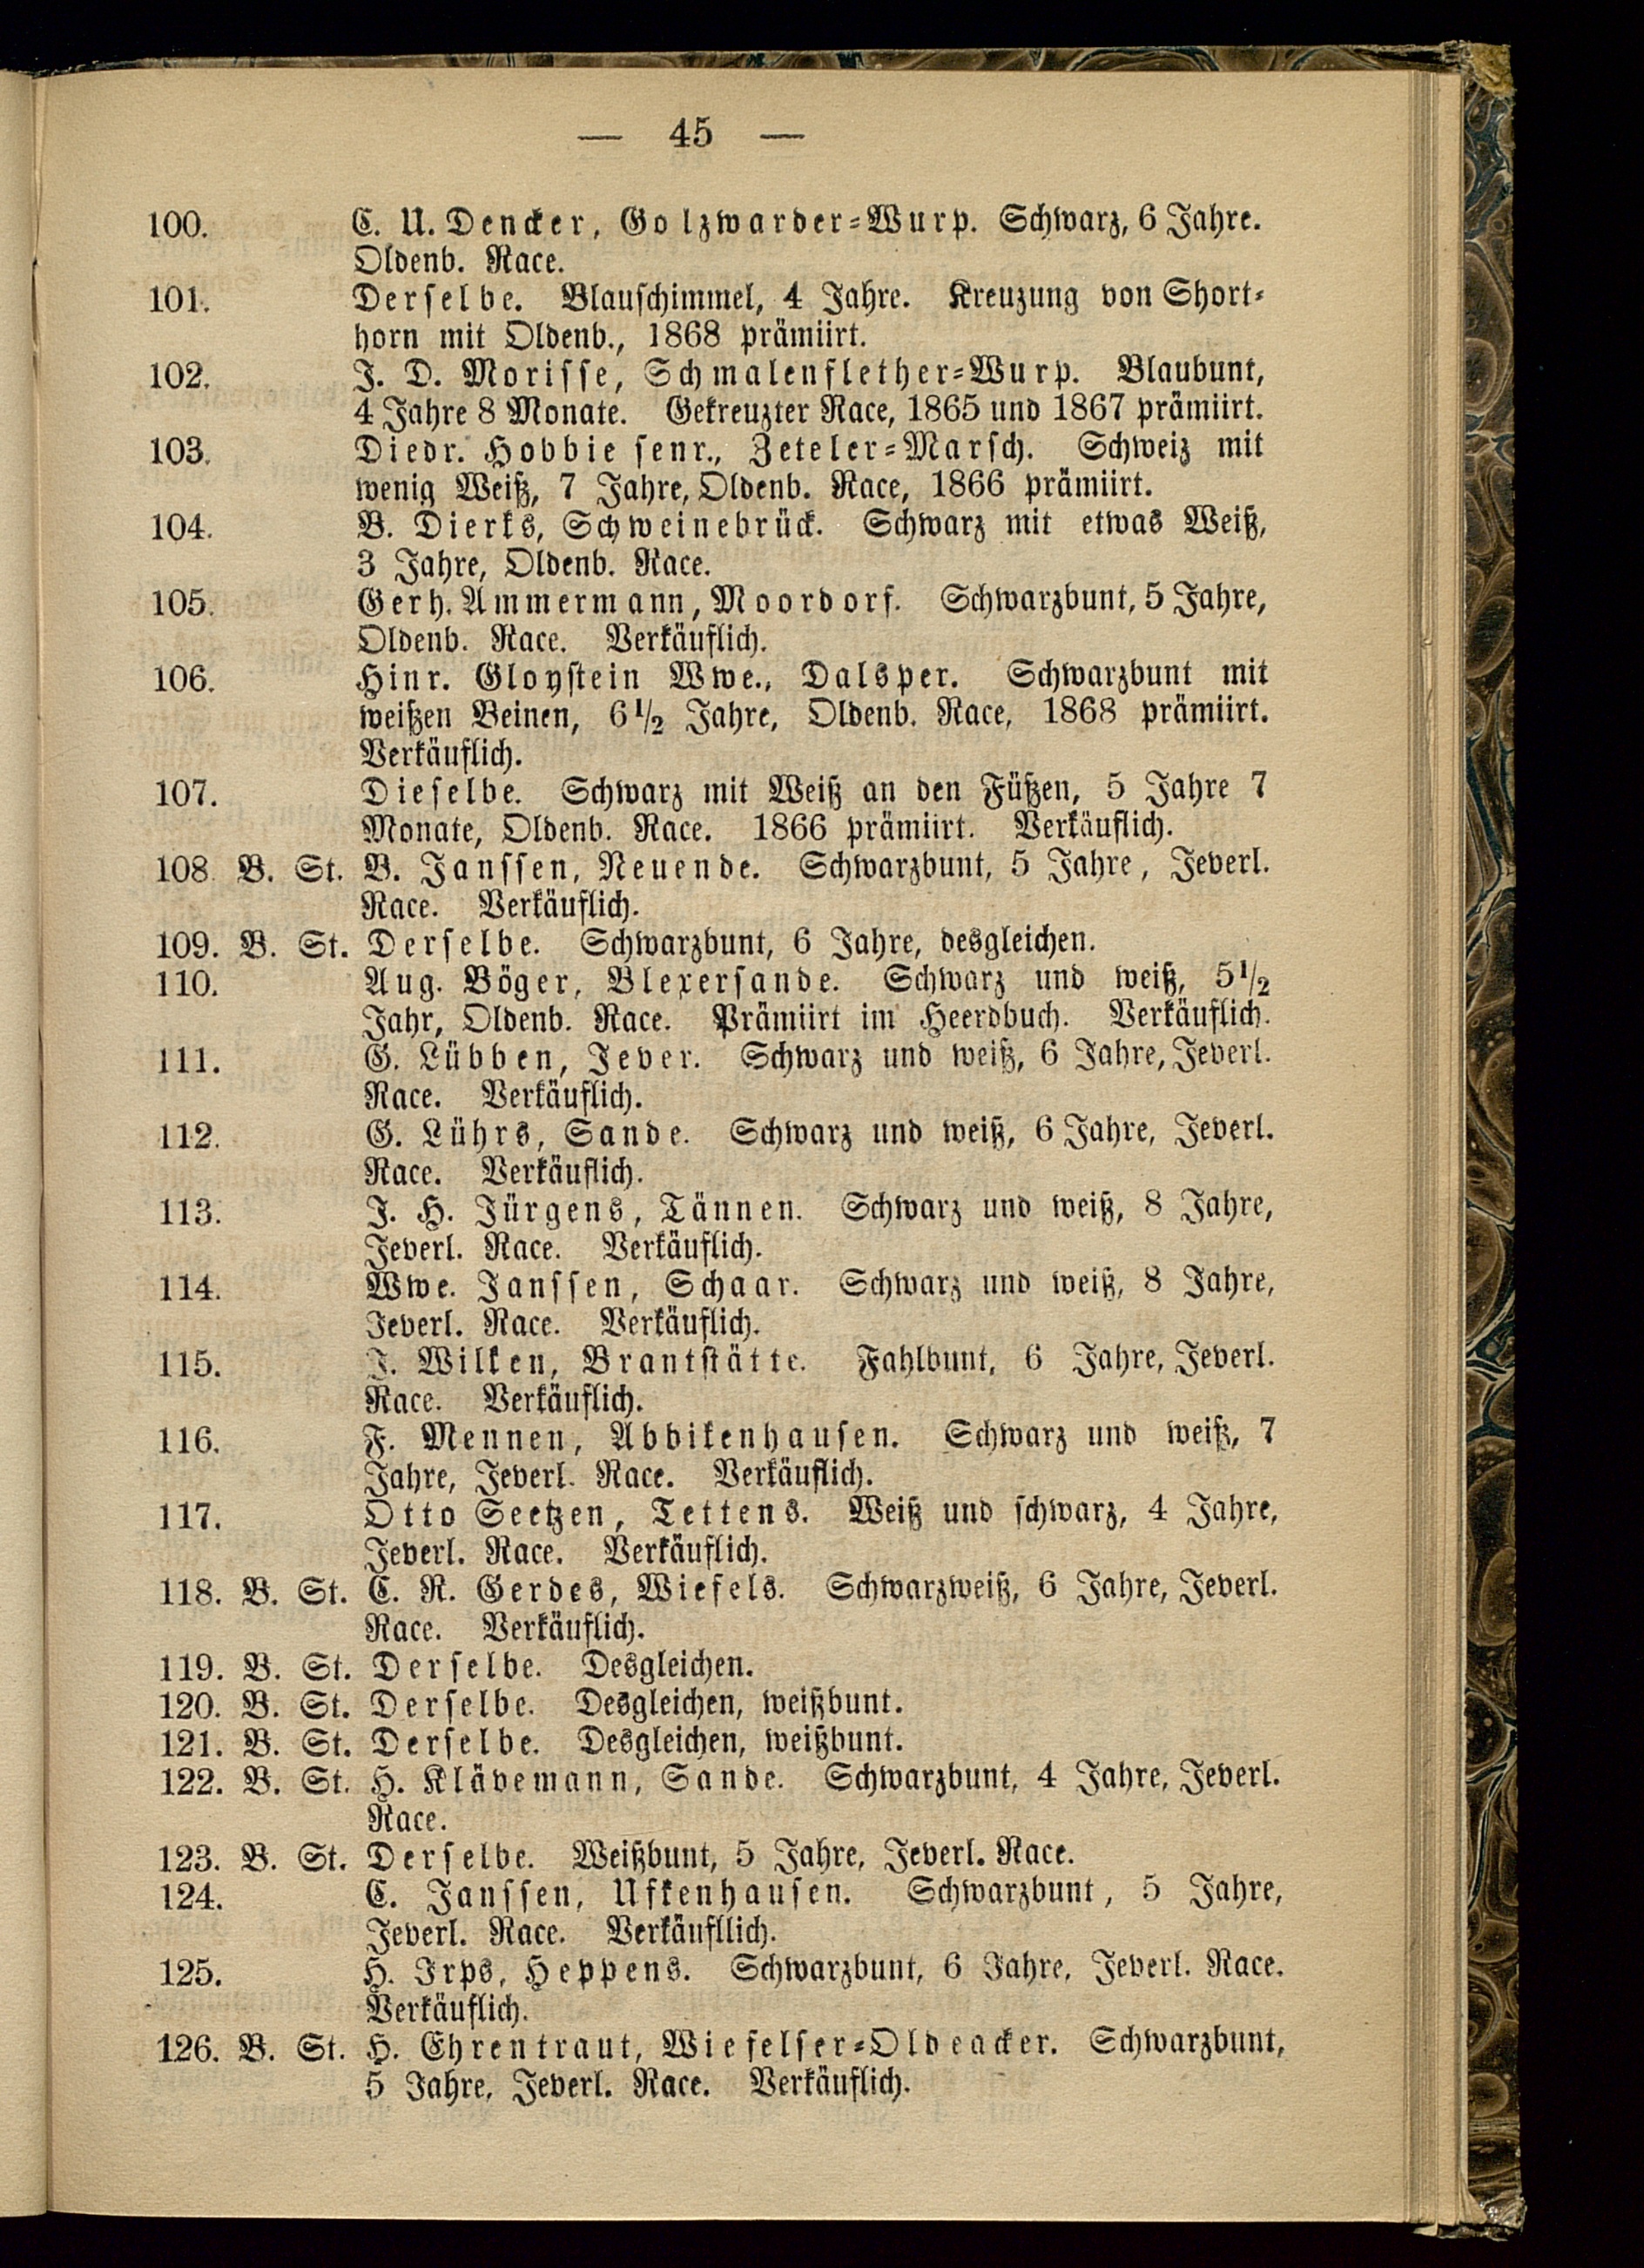 — 45 —
100. C. U. Dencker, Golzwarder-Wurp. Schwarz, 6 Jahre.
Oldenb. Race.
101. Derselbe. Blauschimmel, 4 Jahre. Kreuzung von Short-
horn mit Oldenb., 1868 prämiirt.
102. J. D. Morisse, Schmalenflether-Wurp. Blaubunt,
4 Jahre 8 Monate. Gekreuzter Race, 1865 und 1867 prämiirt.
103. Diedr. Hobbie senr., Zeteler-Marsch. Schweiz mit
wenig Weiß, 7 Jahre, Oldenb. Race, 1866 prämiirt.
104. B. Dierks, Schweinebrück. Schwarz mit etwas Weiß,
3 Jahre, Oldenb. Race.
105. Gerh. Ammermann, Moordorf. Schwarzbunt, 5 Jahre,
Oldenb. Race. Verkäuflich.
106. Hinr. Gloystein Wwe., Dalsper. Schwarzbunt mit
weißen Beinen, 6½ Jahre, Oldenb. Race, 1868 prämiirt.
Verkäuflich.
107. Dieselbe. Schwarz mit Weiß an den Füßen, 5 Jahre 7
Monate, Oldenb. Race. 1866 prämiirt. Verkäuflich.
108. B. St. B. Janssen, Neuende. Schwarzbunt, 5 Jahre, Jeverl.
Race. Verkäuflich.
109. B. St. Derselbe. Schwarzbunt, 6 Jahre, desgleichen.
110. Aug. Böger, Blexersande. Schwarz und weiß, 5½
Jahr, Oldenb. Race. Prämiirt im Heerdbuch. Verkäuflich.
111. G. Lübben, Jever. Schwarz und weiß, 6 Jahre, Jeverl.
Race. Verkäuflich.
112. G. Lührs, Sande. Schwarz und weiß, 6 Jahre, Jeverl.
Race. Verkäuflich.
113. J. H. Jürgens, Tännen. Schwarz und weiß, 8 Jahre,
Jeverl. Race. Verkäuflich.
114. Wwe. Janssen, Schaar. Schwarz und weiß, 8 Jahre,
Jeverl. Race. Verkäuflich.
115. J. Wilken, Brantstätte. Fahlbunt, 6 Jahre, Jeverl.
Race. Verkäuflich.
116. F. Mennen, Abbikenhausen. Schwarz und weiß, 7
Jahre, Jeverl. Race. Verkäuflich.
117. Otto Seetzen, Tettens. Weiß und schwarz, 4 Jahre,
Jeverl. Race. Verkäuflich.
118. B. St. C. R. Gerdes, Wiefels. Schwarzweiß, 6 Jahre, Jeverl.
Race. Verkäuflich.
119. B. St. Derselbe. Desgleichen.
120. B. St. Derselbe. Desgleichen, weißbunt.
121. B. St. Derselbe. Desgleichen, weißbunt.
122. B. St. H. Klävemann, Sande. Schwarzbunt, 4 Jahre, Jeverl.
Race.
123. B. St. Derselbe. Weißbunt, 5 Jahre, Jeverl. Race.
124. C. Janssen, Ufkenhausen. Schwarzbunt, 5 Jahre,
Jeverl. Race. Verkäufllich.
125. H. Irps, Heppens. Schwarzbunt, 6 Jahre, Jeverl. Race.
Verkäuflich.
126. B. St. H. Ehrentraut, Wiefelser-Oldeacker. Schwarzbunt,
5 Jahre, Jeverl. Race. Verkäuflich.